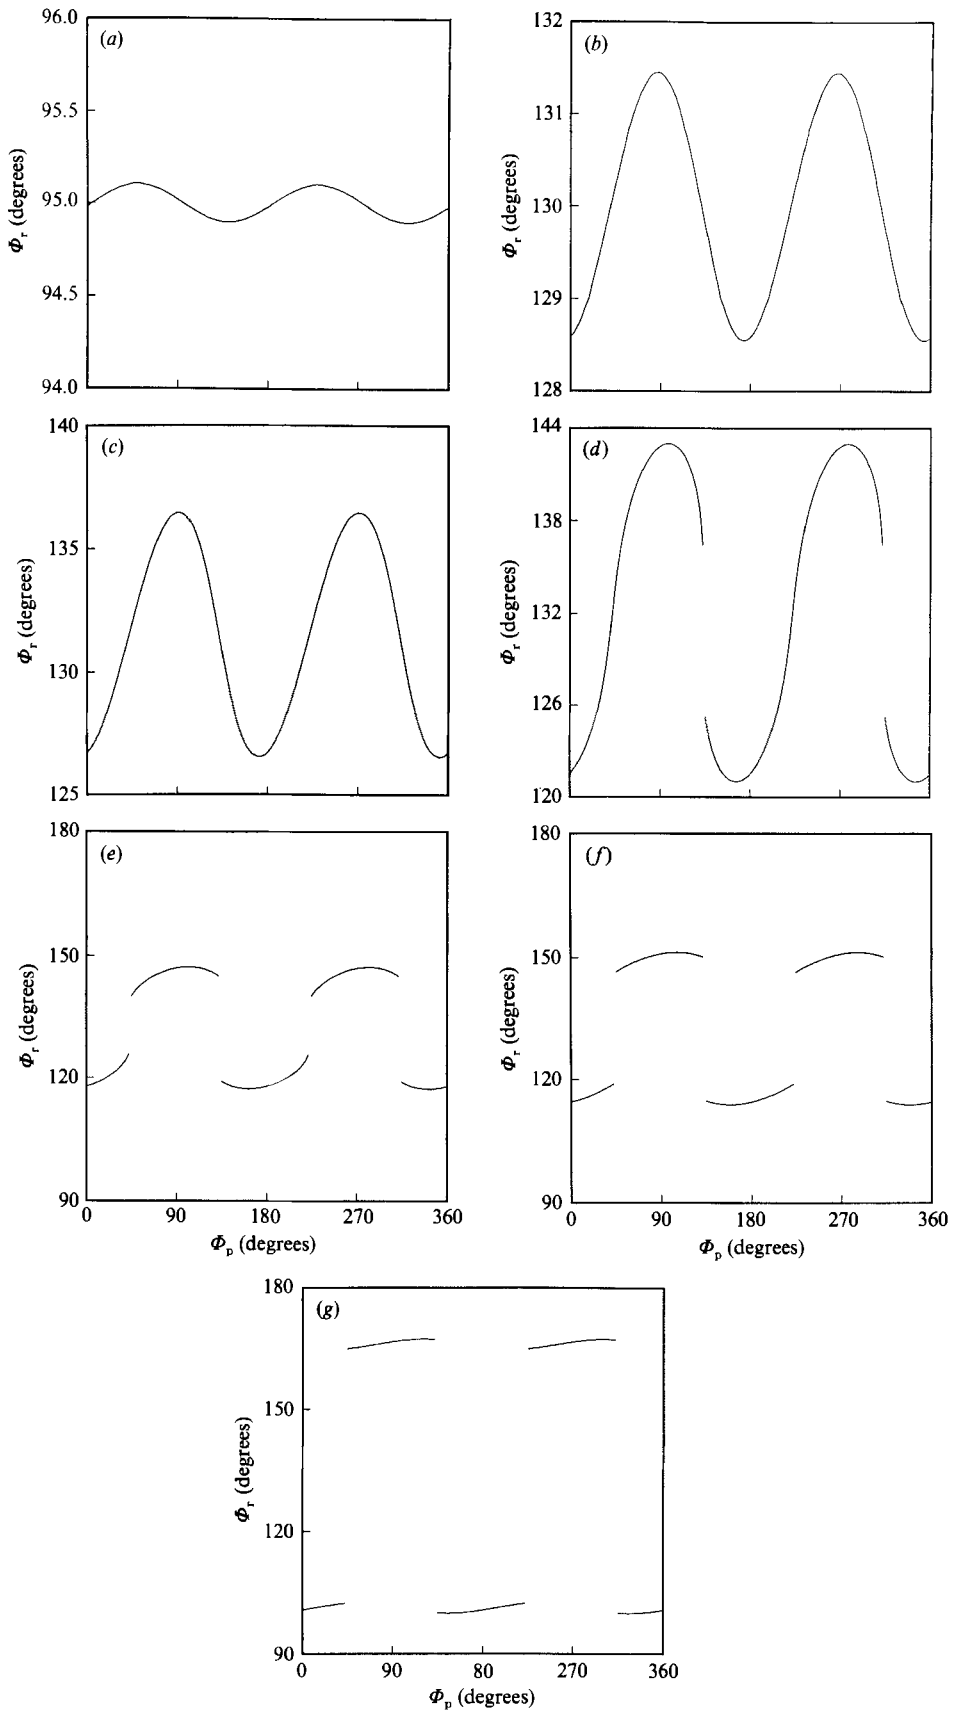 (a)
96.0
95.5
95.0
94.5
94.0
Φr (degrees)
(b)
132
131
130
129
128
Φr (degrees)
(c)
140
135
130
125
Φr (degrees)
(d)
144
138
132
126
120
Φr (degrees)
(e)
180
150
120
90
Φr (degrees)
0 90 180 270 360
Φp (degrees)
(f)
180
150
120
90
Φr (degrees)
0 90 180 270 360
Φp (degrees)
(g)
180
150
120
90
Φr (degrees)
0 90 80 270 360
Φp (degrees)